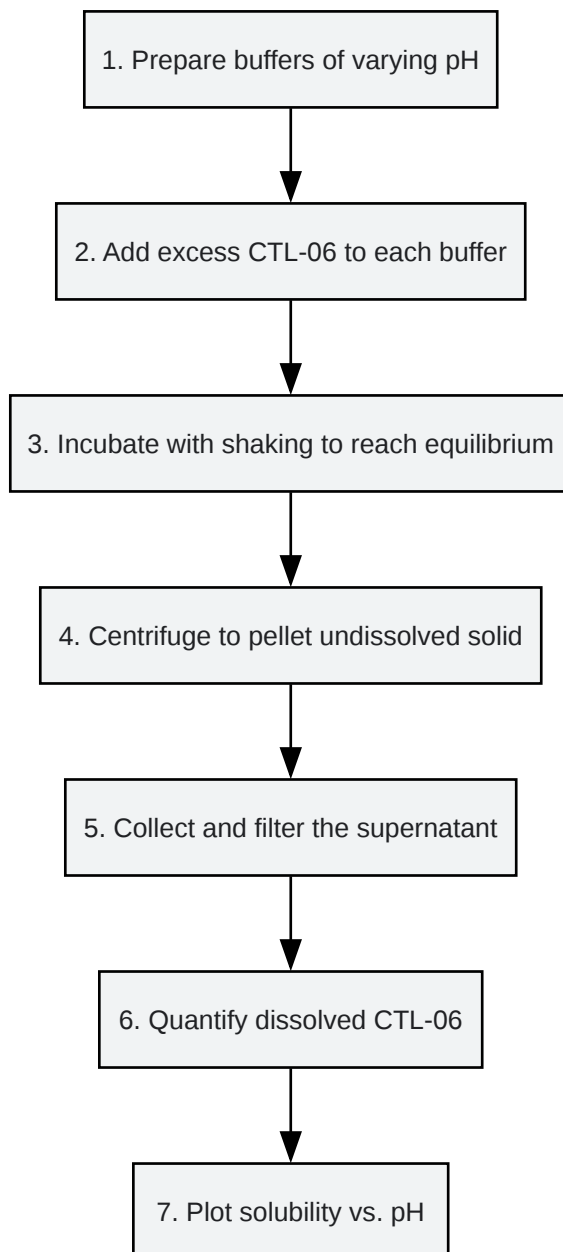 1. Prepare buffers of varying pH
2. Add excess CTL-06 to each buffer
3. Incubate with shaking to reach equilibrium
4. Centrifuge to pellet undissolved solid
5. Collect and filter the supernatant
6. Quantify dissolved CTL-06
7. Plot solubility vs. pH